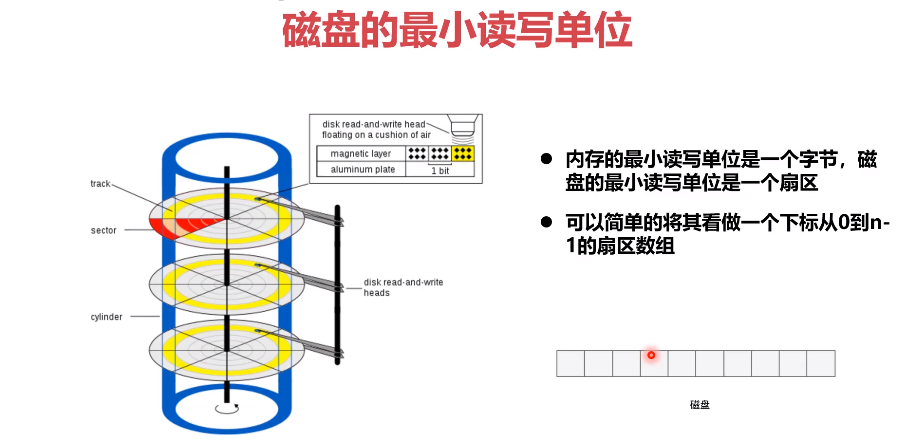 磁盘的最小读写单位
disk read-and-write head
floating on a cushion of air
magnetic layer
aluminum plate
1 bit
track
sector
cylinder
disk read-and-write
heads
● 内存的最小读写单位是一个字节，磁
盘的最小读写单位是一个扇区
● 可以简单的将其看做一个下标从0到n-
1的扇区数组
磁盘